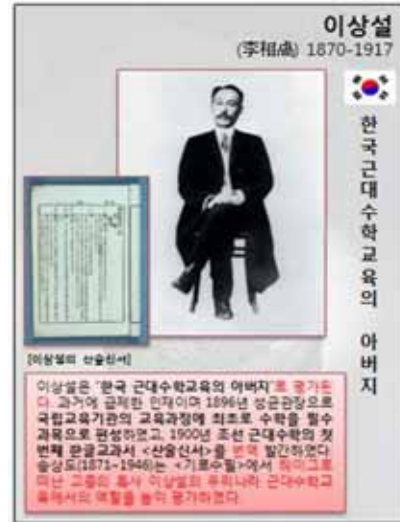 이상설
(李相卨) 1870-1917
한국근대수학교육의 아버지
[이상설의 산술신서]
이상설은 "한국 근대수학교육의 아버지"로 평가된
다. 과거에 급제한 인재이며 1896년 성균관장으로
국립교육기관의 교육과정에 최초로 수학을 필수
과목으로 편성하였고, 1900년 조선 근대수학의 첫
번째 한글교과서 <산술신서>를 번역 발간하였다.
송상도(1871~1946)는 <기로수필>에서
떠난 그들의 이상설의 우리나라 근대수학교
육에서의 역할을 높이 평가하였다.